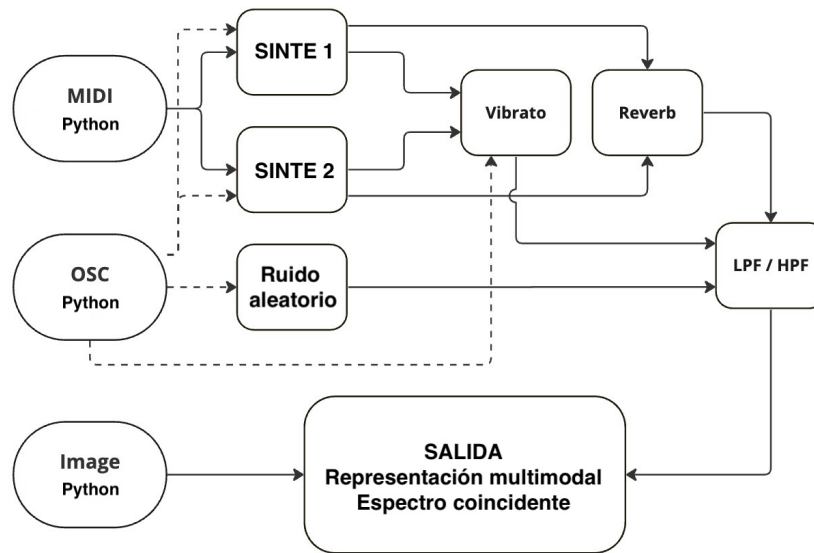 SINTE 1
MIDI
Python
Vibrato
Reverb
SINTE 2
OSC
Python
Ruido
aleatorio
LPF / HPF
Image
Python
SALIDA
Representación multimodal
Espectro coincidente